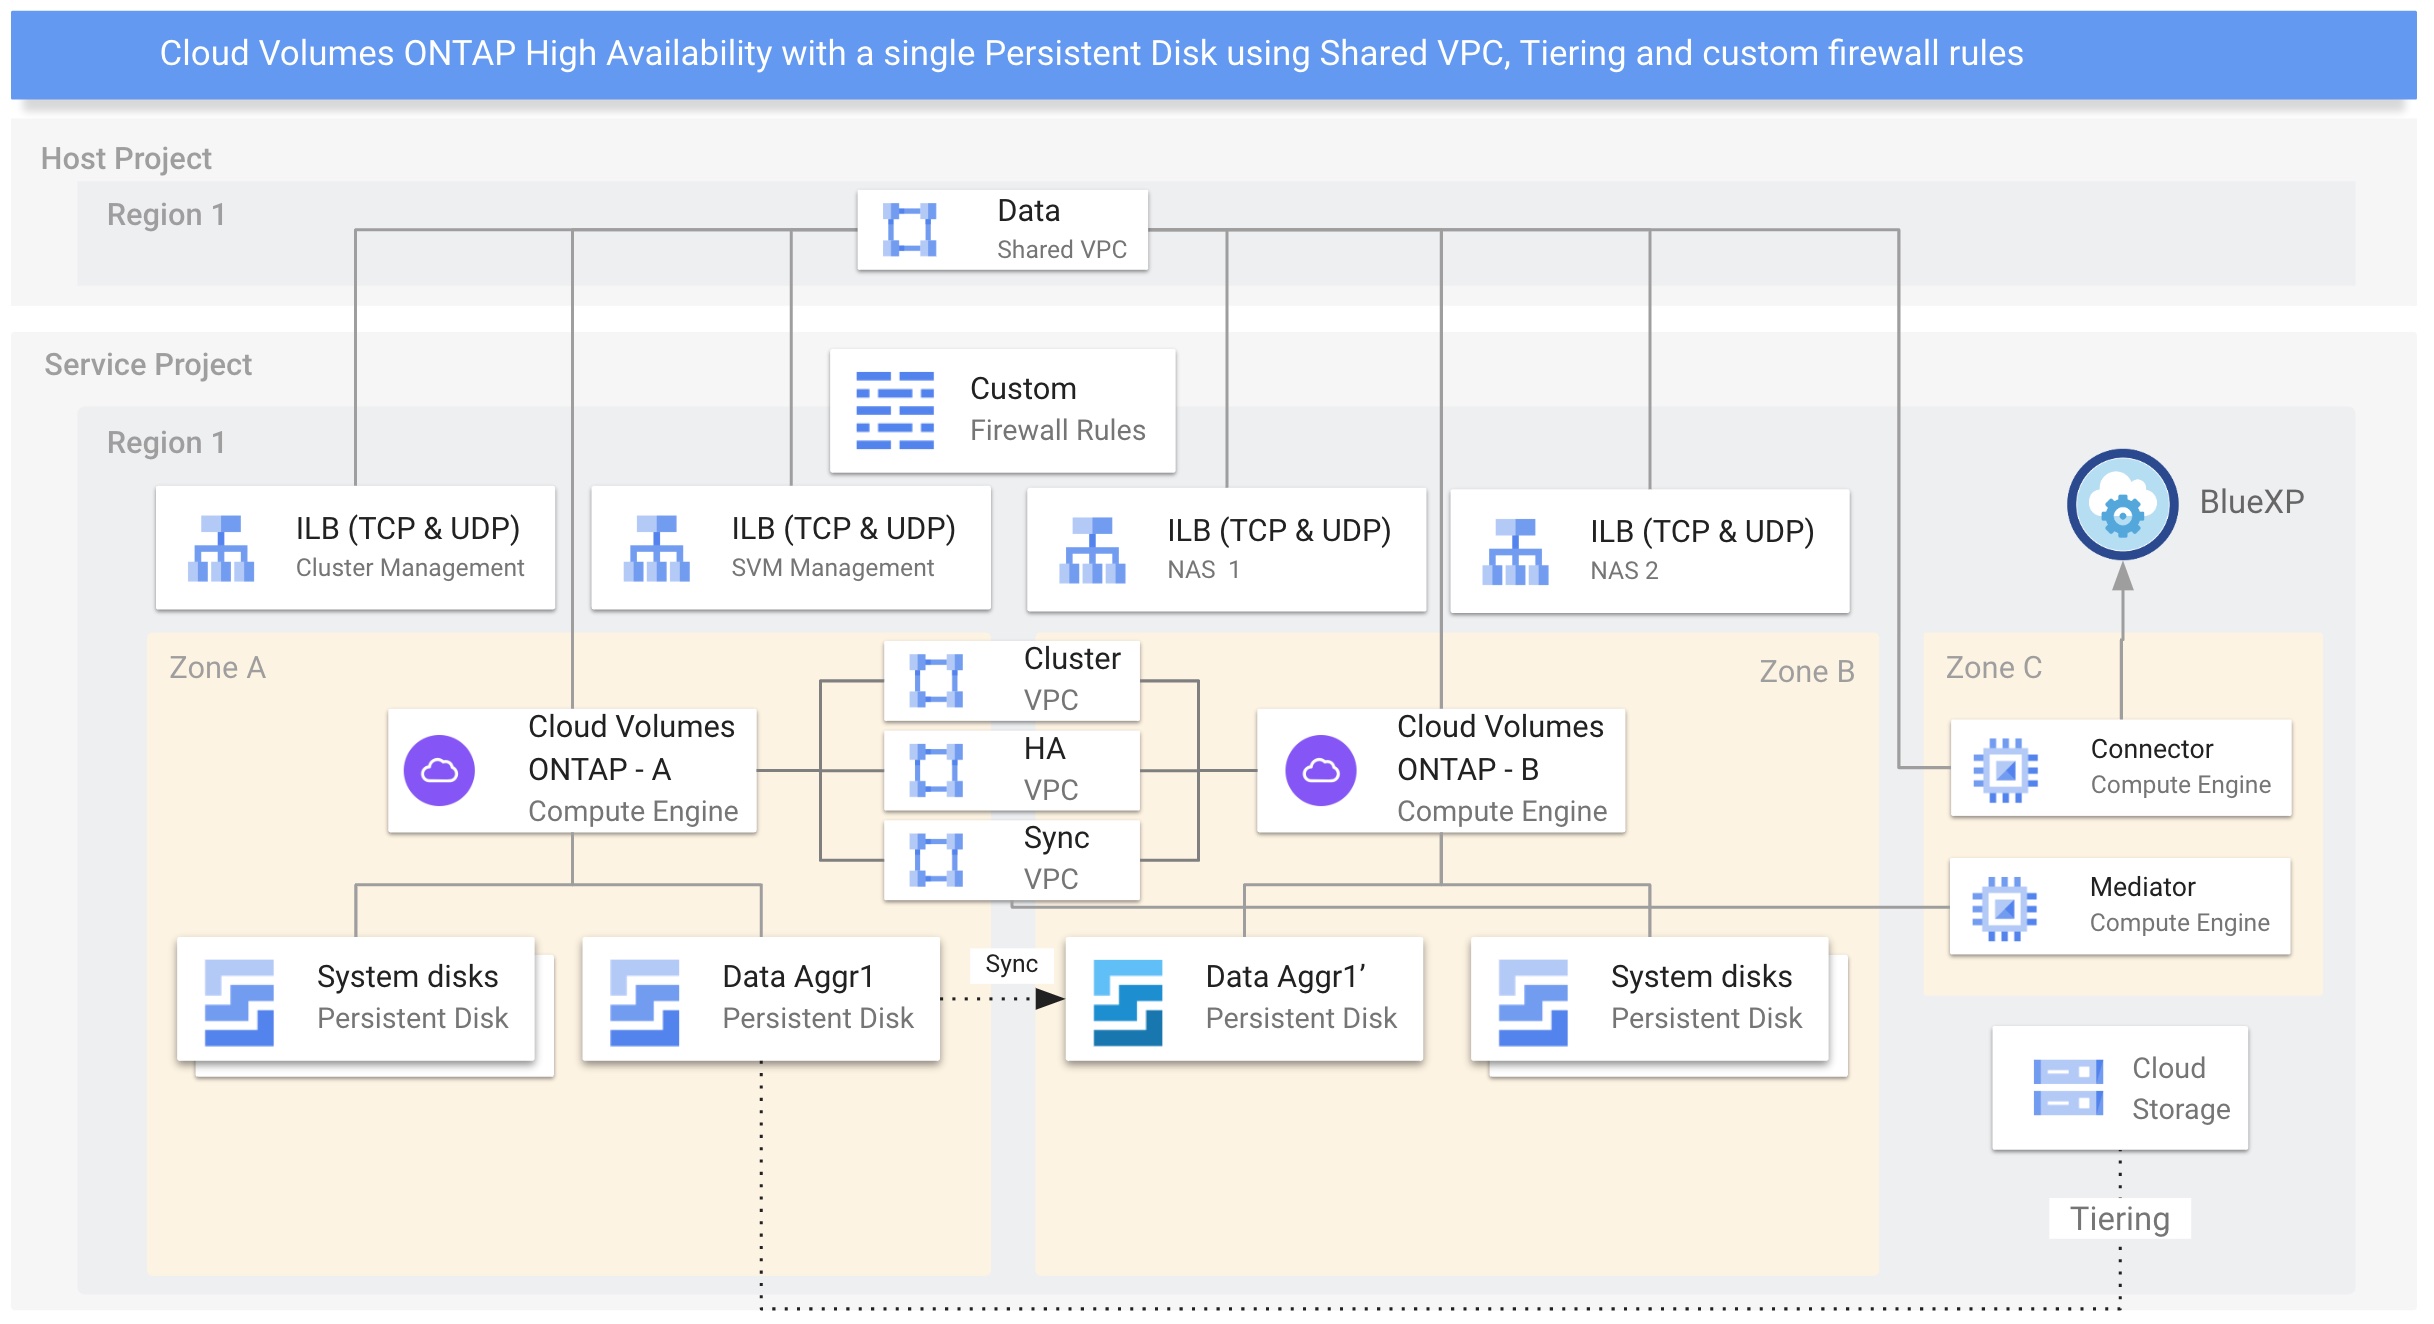 Cloud Volumes ONTAP High Availability with a single Persistent Disk using Shared VPC, Tiering and custom firewall rules
Host Project
Region 1
Data
Shared VPC
Service Project
Custom
Firewall Rules
Region 1
ILB (TCP & UDP)
Cluster Management
ILB (TCP & UDP)
SVM Management
ILB (TCP & UDP)
NAS 1
ILB (TCP & UDP)
NAS 2
BlueXP
Zone A
Cluster
VPC
Zone B
Zone C
Cloud Volumes
ONTAP - A
Compute Engine
HA
VPC
Cloud Volumes
ONTAP - B
Compute Engine
Connector
Compute Engine
Sync
VPC
Mediator
Compute Engine
System disks
Persistent Disk
Data Aggr1
Persistent Disk
Sync
Data Aggr1’
Persistent Disk
System disks
Persistent Disk
Cloud
Storage
Tiering